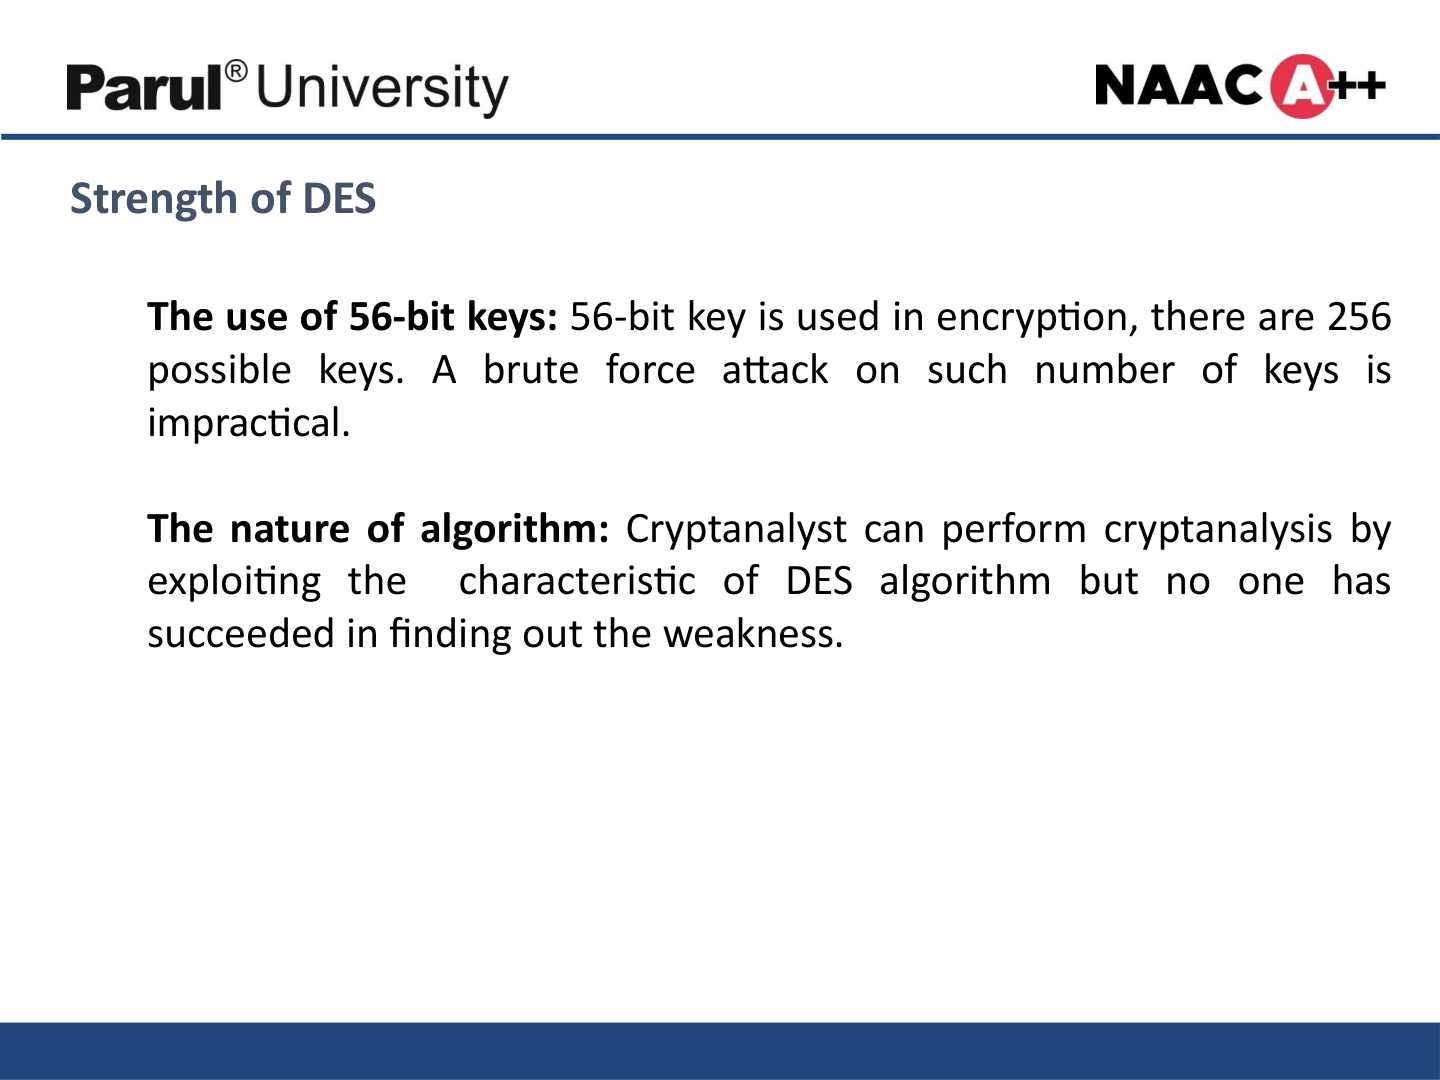 Parul® University
NAAC A++
Strength of DES
The use of 56-bit keys: 56-bit key is used in encryption, there are 256
possible keys. A brute force attack on such number of keys is
impractical.
The nature of algorithm: Cryptanalyst can perform cryptanalysis by
exploiting the characteristic of DES algorithm but no one has
succeeded in finding out the weakness.